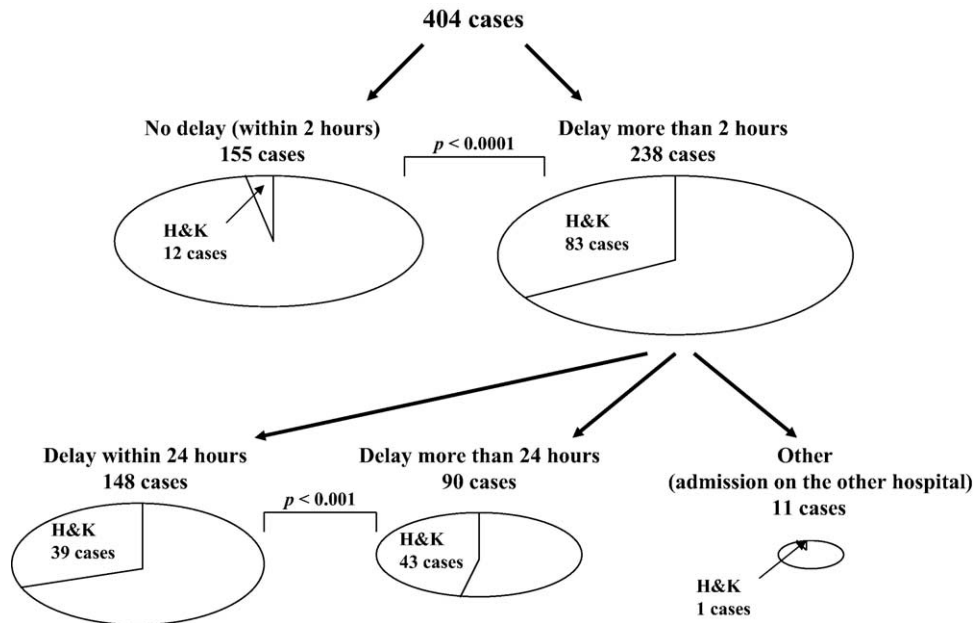 404 cases
No delay (within 2 hours)
155 cases
p < 0.0001
Delay more than 2 hours
238 cases
H&K
12 cases
H&K
83 cases
Delay within 24 hours
148 cases
p < 0.001
Delay more than 24 hours
90 cases
Other
(admission on the other hospital)
11 cases
H&K
39 cases
H&K
43 cases
H&K
1 cases